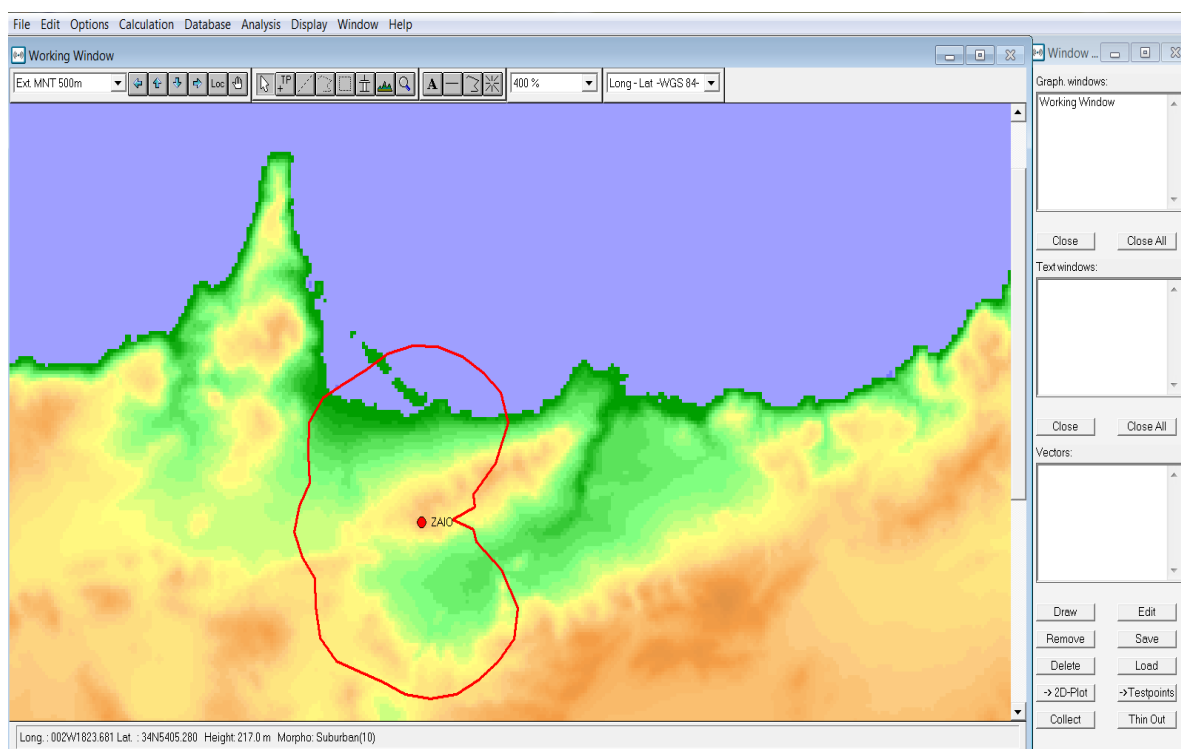 File Edit Options Calculation Database Analysis Display Window Help
Working Window
Ext. MNT 500m Loc TP A 400 % Long - Lat -WGS 84-
ZAIO
Long. : 002W1823.681 Lat. : 34N5405.280 Height: 217.0 m Morpho: Suburban(10)
Window ...
Graph. windows:
Working Window
Close Close All
Text windows:
Close Close All
Vectors:
Draw Edit
Remove Save
Delete Load
-> 2D-Plot ->Testpoints
Collect Thin Out